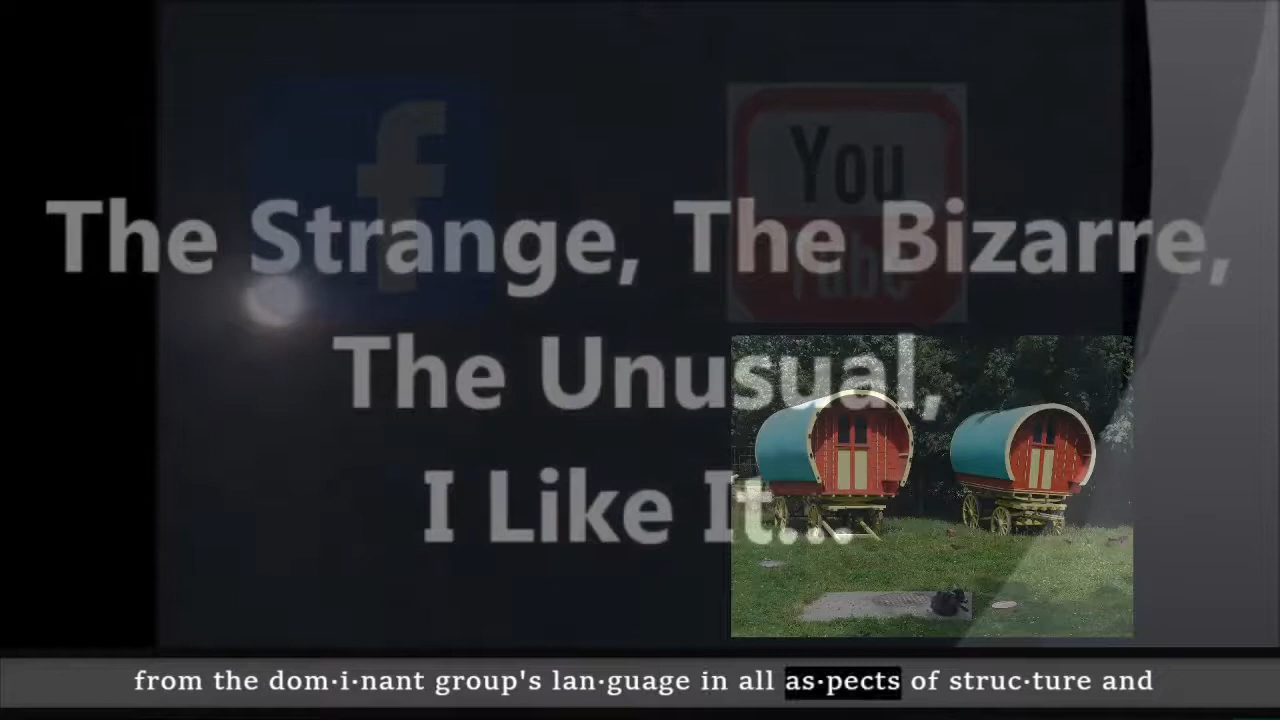 f
You
Tube
The Strange, The Bizarre,
The Unusual,
I Like It...
from the dom·i·nant group's lan·guage in all as·pects of struc·ture and